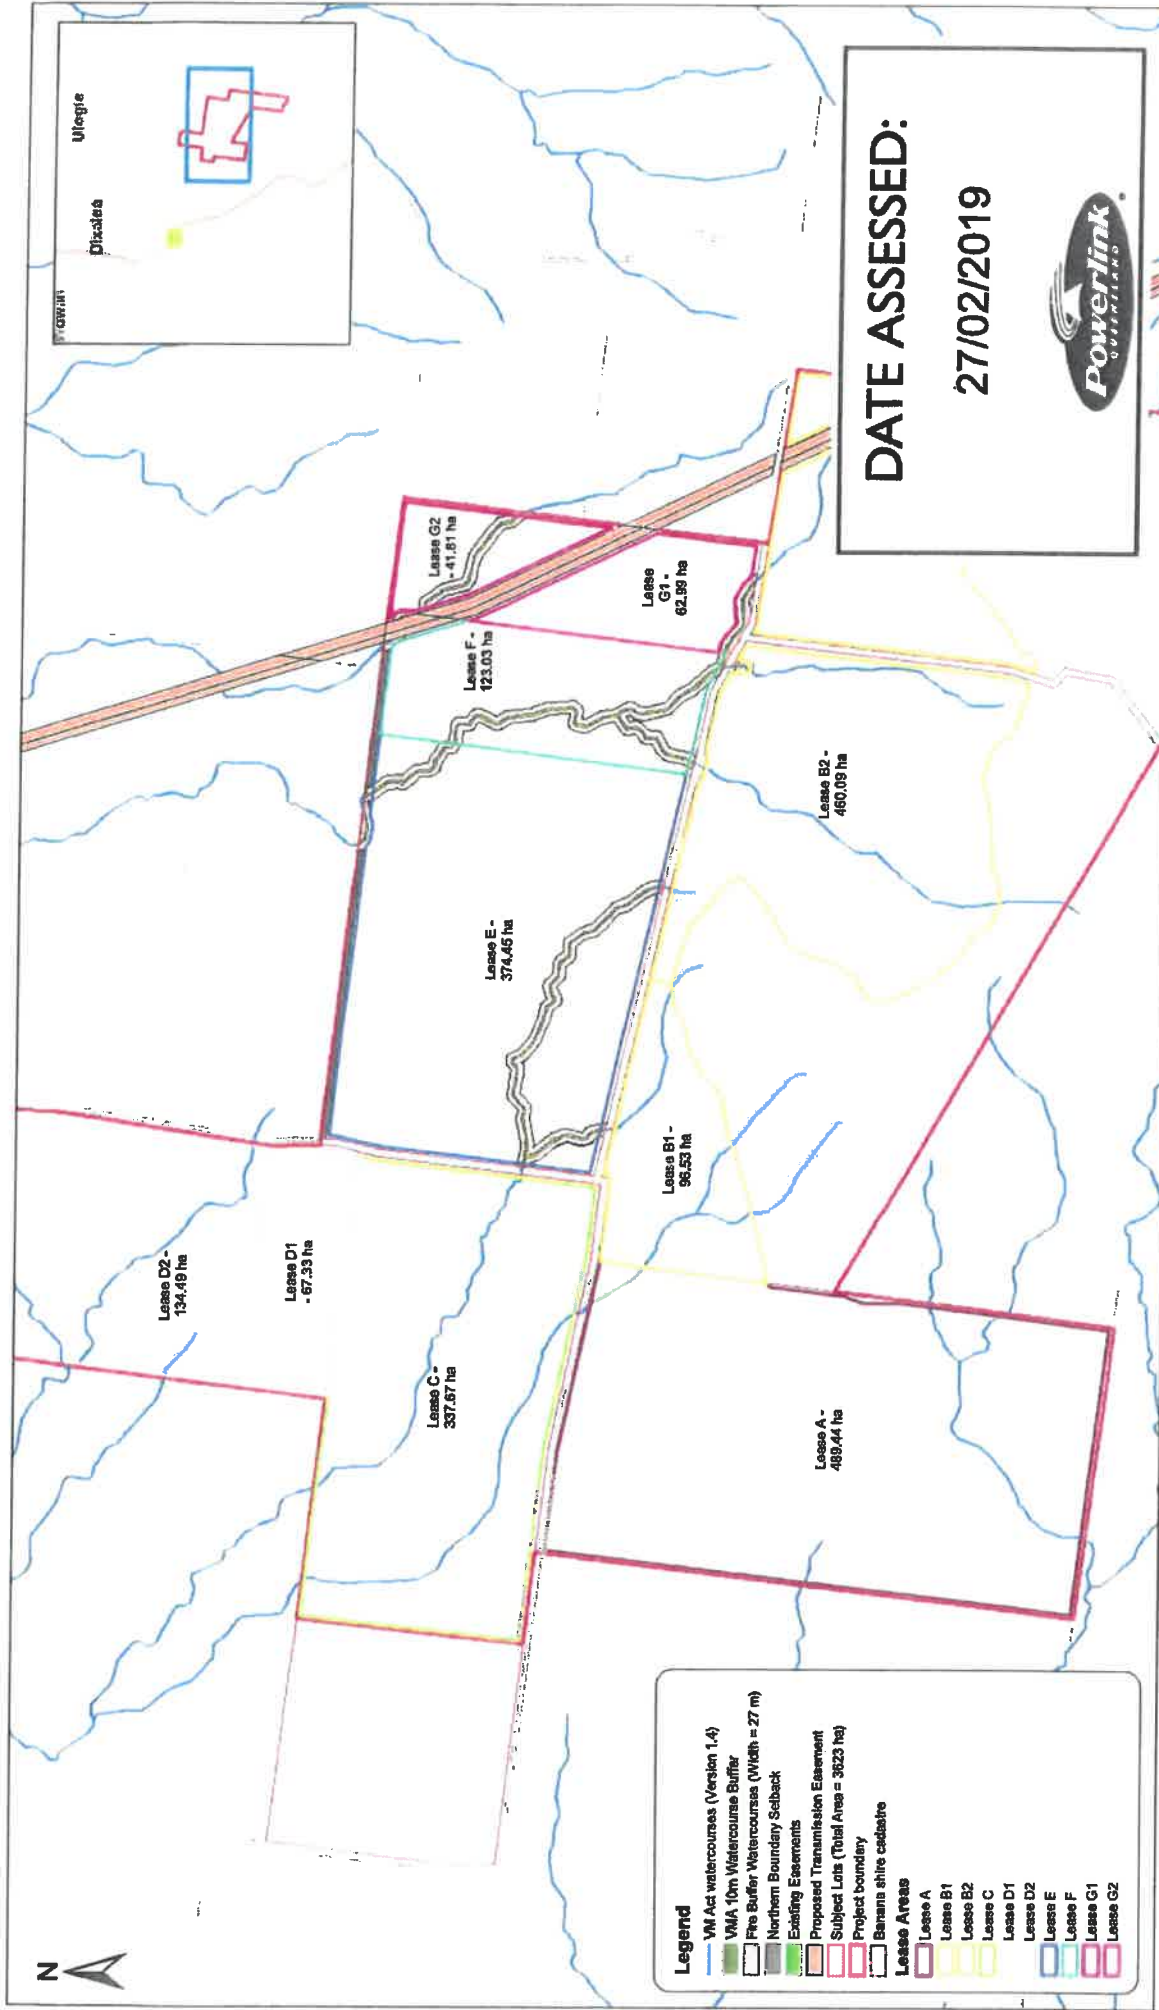 N
Ulogie
Dixalea
Lease G2
- 41.81 ha
Lease F -
123.03 ha
Lease
G1 -
62.99 ha
Lease E -
374.45 ha
Lease D2 -
134.49 ha
Lease D1
- 67.33 ha
Lease C -
337.67 ha
Lease B1 -
96.53 ha
Lease B2 -
460.09 ha
Lease A -
489.44 ha
Legend
VM Act watercourses (Version 1.4)
VMA 10m Watercourse Buffer
Fire Buffer Watercourses (Width = 27 m)
Northern Boundary Setback
Existing Easements
Proposed Transmission Easement
Subject Lots (Total Area = 3623 ha)
Project boundary
Banana shire cadastre
Lease Areas
Lease A
Lease B1
Lease B2
Lease C
Lease D1
Lease D2
Lease E
Lease F
Lease G1
Lease G2
DATE ASSESSED:
27/02/2019
Powerlink
QUEENSLAND